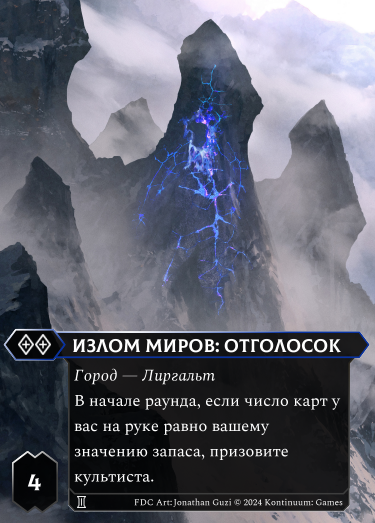 ИЗЛОМ МИРОВ: ОТГОЛОСОК
Город — Лиргальт
В начале раунда, если число карт у
вас на руке равно вашему
значению запаса, призовите
культиста.
4
FDC Art: Jonathan Guzi © 2024 Kontinuum: Games